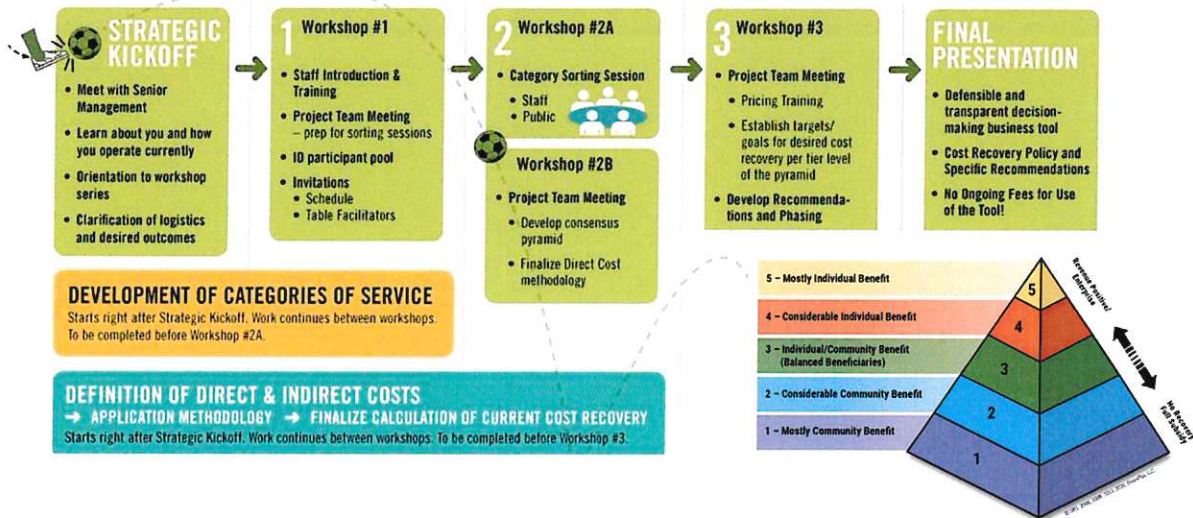 STRATEGIC
KICKOFF
• Meet with Senior
Management
• Learn about you and how
you operate currently
• Orientation to workshop
series
• Clarification of logistics
and desired outcomes
1 Workshop #1
• Staff Introduction &
Training
• Project Team Meeting
– prep for sorting sessions
• ID participant pool
• Invitations
• Schedule
• Table Facilitators
2 Workshop #2A
• Category Sorting Session
• Staff
• Public
Workshop #2B
• Project Team Meeting
• Develop consensus
pyramid
• Finalize Direct Cost
methodology
3 Workshop #3
• Project Team Meeting
• Pricing Training
• Establish targets/
goals for desired cost
recovery per tier level
of the pyramid
• Develop Recommenda-
tions and Phasing
FINAL
PRESENTATION
• Defensible and
transparent decision-
making business tool
• Cost Recovery Policy and
Specific Recommendations
• No Ongoing Fees for Use
of the Tool!
DEVELOPMENT OF CATEGORIES OF SERVICE
Starts right after Strategic Kickoff. Work continues between workshops.
To be completed before Workshop #2A.
DEFINITION OF DIRECT & INDIRECT COSTS
→ APPLICATION METHODOLOGY → FINALIZE CALCULATION OF CURRENT COST RECOVERY
Starts right after Strategic Kickoff. Work continues between workshops. To be completed before Workshop #3.
5 – Mostly Individual Benefit
4 – Considerable Individual Benefit
3 – Individual/Community Benefit
(Balanced Beneficiaries)
2 – Considerable Community Benefit
1 – Mostly Community Benefit
5
4
3
2
1
Revenue Positive/
Enterprise
No Recovery
Full Subsidy